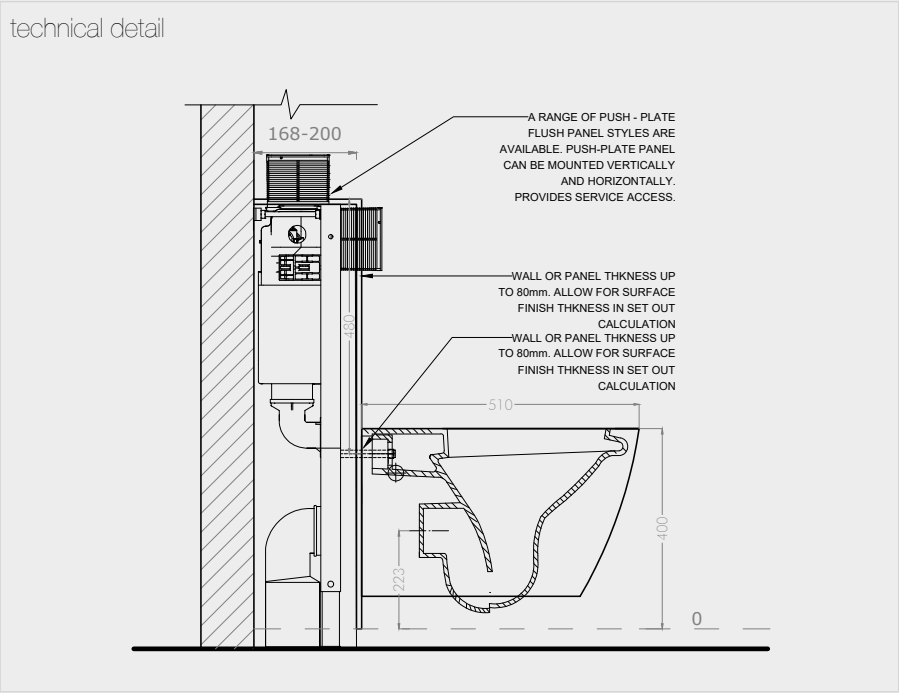 technical detail
168-200
A RANGE OF PUSH - PLATE
FLUSH PANEL STYLES ARE
AVAILABLE. PUSH-PLATE PANEL
CAN BE MOUNTED VERTICALLY
AND HORIZONTALLY.
PROVIDES SERVICE ACCESS.
WALL OR PANEL THKNESS UP
TO 80mm. ALLOW FOR SURFACE
FINISH THKNESS IN SET OUT
CALCULATION
WALL OR PANEL THKNESS UP
TO 80mm. ALLOW FOR SURFACE
FINISH THKNESS IN SET OUT
CALCULATION
480
510
400
223
0